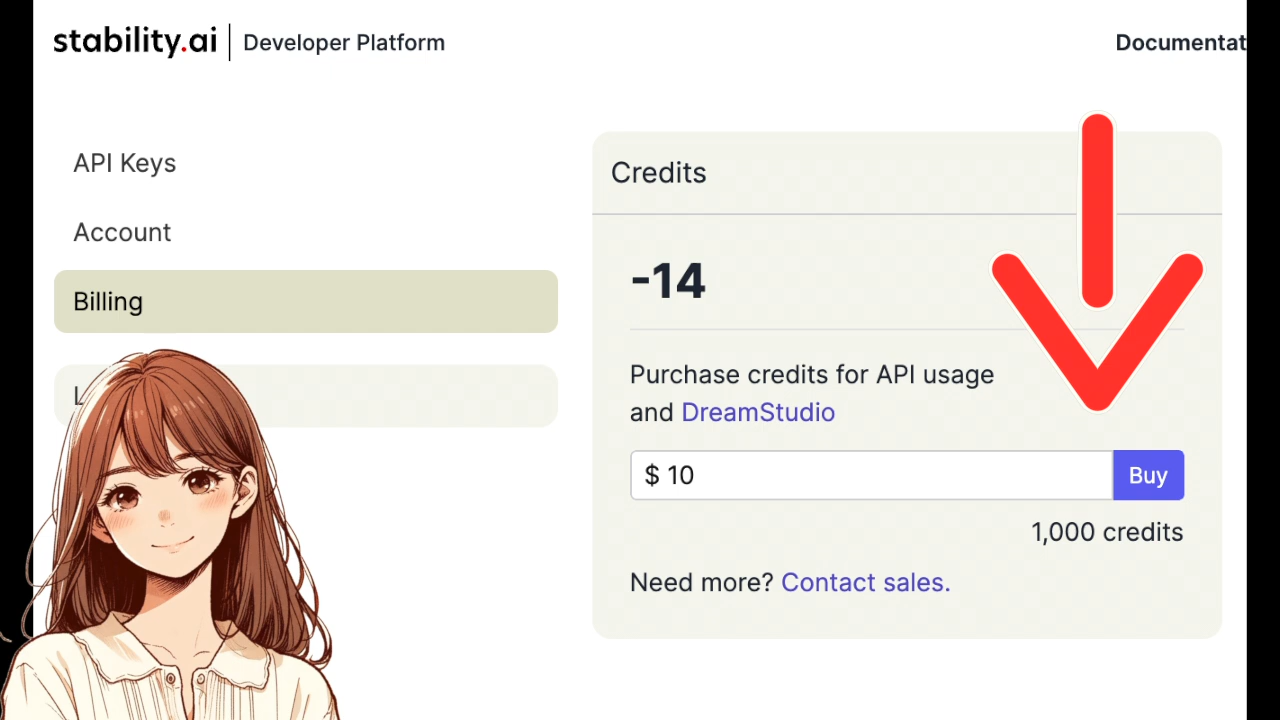 stability.ai | Developer Platform
Documentat
API Keys
Account
Billing
Credits
-14
Purchase credits for API usage
and DreamStudio
$ 10
Buy
1,000 credits
Need more? Contact sales.